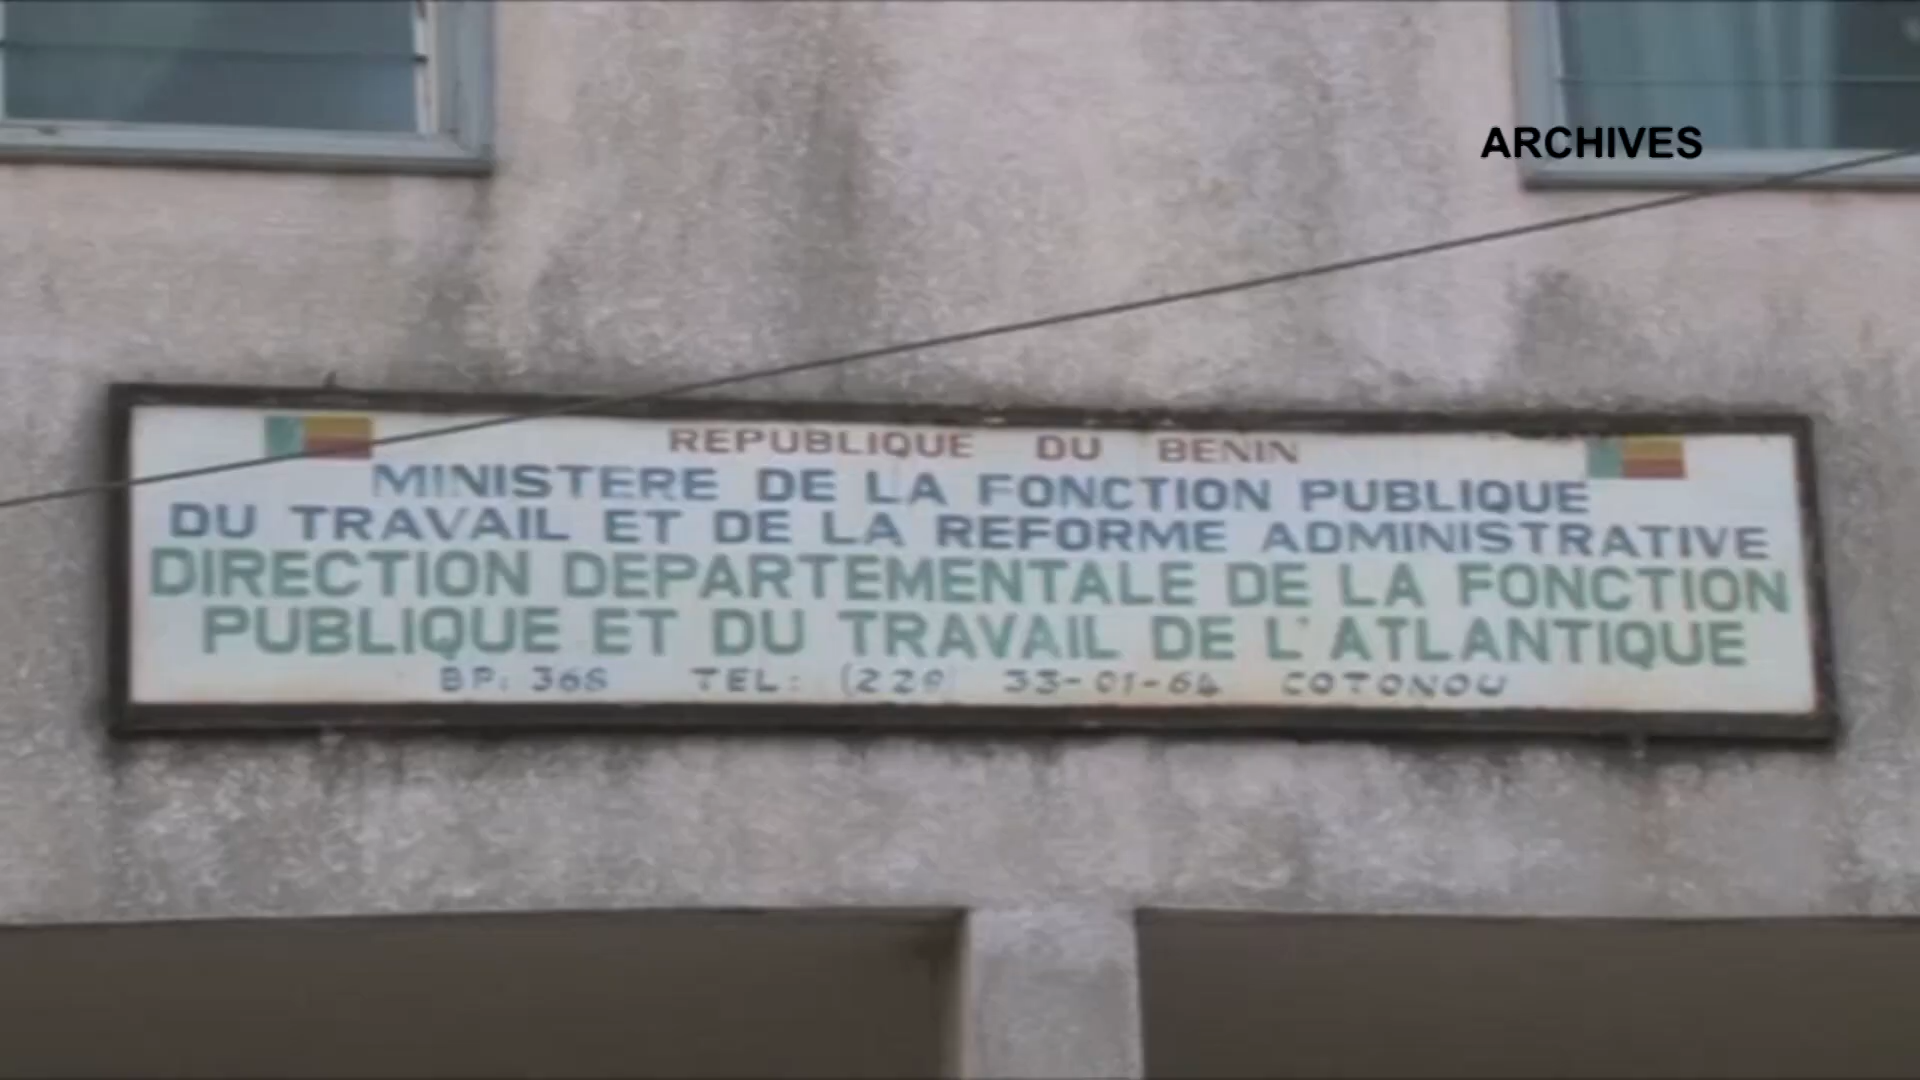 ARCHIVES
REPUBLIQUE DU BENIN
MINISTERE DE LA FONCTION PUBLIQUE
DU TRAVAIL ET DE LA REFORME ADMINISTRATIVE
DIRECTION DEPARTEMENTALE DE LA FONCTION
PUBLIQUE ET DU TRAVAIL DE L'ATLANTIQUE
BP: 368 TEL: (229) 33-01-64 COTONOU